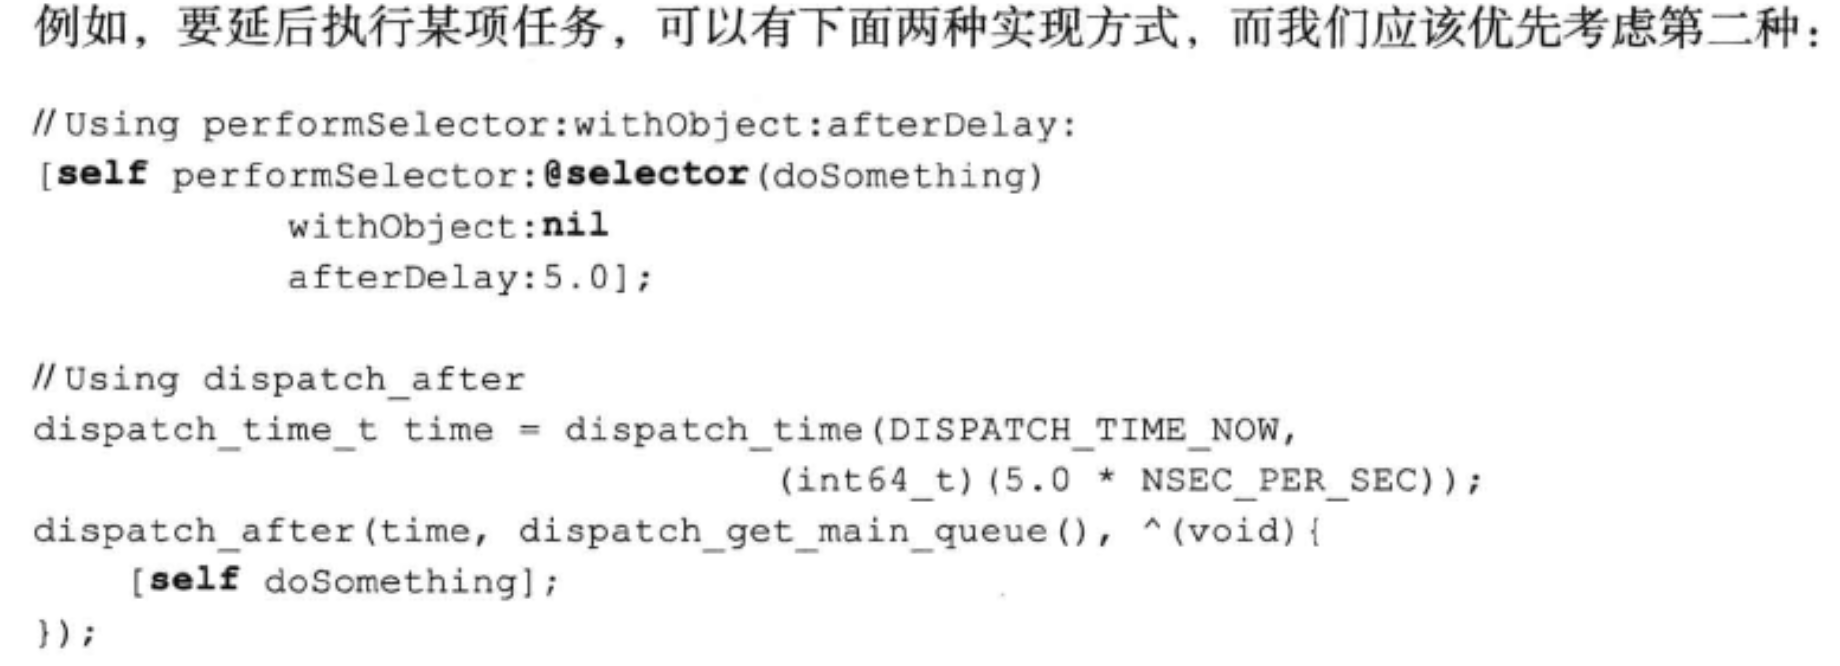 例如，要延后执行某项任务，可以有下面两种实现方式，而我们应该优先考虑第二种：
//Using performSelector:withObject:afterDelay:
[self performSelector:@selector(doSomething)
withObject:nil
afterDelay:5.0];
//Using dispatch_after
dispatch_time_t time = dispatch_time(DISPATCH_TIME_NOW,
(int64_t)(5.0 * NSEC_PER_SEC));
dispatch_after(time, dispatch_get_main_queue(), ^(void){
[self doSomething];
});